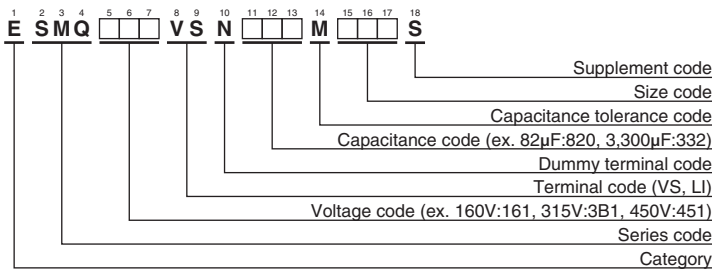 1 2 3 4 5 6 7 8 9 10 11 12 13 14 15 16 17 18
E SMQ □□□ VS N □□□ M □□□ S
Supplement code
Size code
Capacitance tolerance code
Capacitance code (ex. 82µF:820, 3,300µF:332)
Dummy terminal code
Terminal code (VS, LI)
Voltage code (ex. 160V:161, 315V:3B1, 450V:451)
Series code
Category